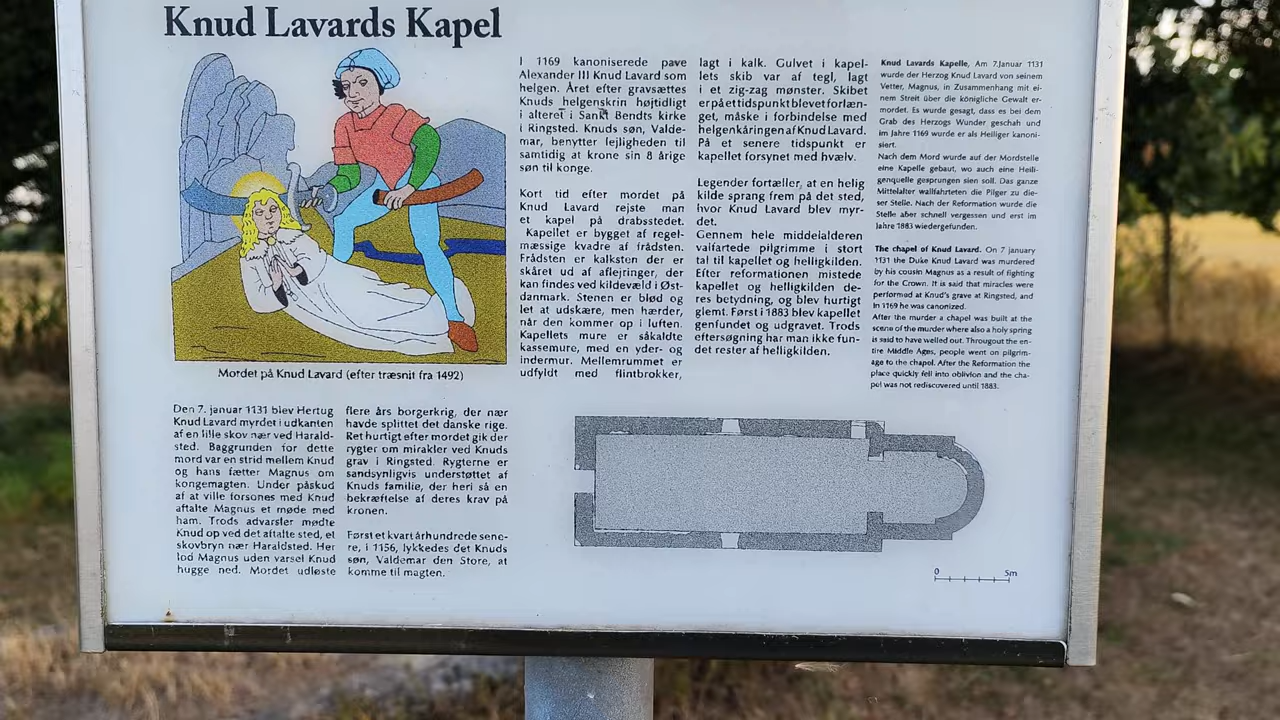 Knud Lavards Kapel
Mordet på Knud Lavard (efter træsnit fra 1492)
Den 7. januar 1131 blev Hertug
Knud Lavard myrdet i udkanten
af en lille skov nær ved Harald-
sted. Baggrunden for dette
mord var en strid mellem Knud
og hans fætter Magnus om
kongemagten. Under påskud
af at ville forsones med Knud
aftalte Magnus et møde med
ham. Trods advarsler mødte
Knud op ved det aftalte sted, et
skovbryn nær Haraldsted. Her
lod Magnus uden varsel Knud
hugge ned. Mordet udløste
flere års borgerkrig, der nær
havde splittet det danske rige.
Ret hurtigt efter mordet gik der
rygter om mirakler ved Knuds
grav i Ringsted. Rygterne er
sandsynligvis understøttet af
Knuds familie, der heri så en
bekræftelse af deres krav på
kronen.
Først et kvart århundrede sene-
re, i 1156, lykkedes det Knuds
søn, Valdemar den Store, at
komme til magten.
I 1169 kanoniserede pave
Alexander III Knud Lavard som
helgen. Året efter gravsættes
Knuds helgenskrin højtidligt
i alteret i Sankt Bendts kirke
i Ringsted. Knuds søn, Valde-
mar, benytter lejligheden til
samtidig at krone sin 8 årige
søn til konge.
Kort tid efter mordet på
Knud Lavard rejste man
et kapel på drabsstedet.
Kapellet er bygget af regel-
mæssige kvadre af frådsten.
Frådsten er kalksten der er
skåret ud af aflejringer, der
kan findes ved kildevæld i Øst-
danmark. Stenen er blød og
let at udskære, men hærder,
når den kommer op i luften.
Kapellets mure er såkaldte
kassemure, med en yder- og
indermur. Mellemrummet er
udfyldt med flintbrokker,
lagt i kalk. Gulvet i kapel-
lets skib var af tegl, lagt
i et zig-zag mønster. Skibet
er på et tidspunkt blevet forlæn-
get, måske i forbindelse med
helgenkåringen af Knud Lavard.
På et senere tidspunkt er
kapellet forsynet med hvælv.
Legender fortæller, at en helig
kilde sprang frem på det sted,
hvor Knud Lavard blev myr-
det.
Gennem hele middelalderen
valfartede pilgrimme i stort
tal til kapellet og helligkilden.
Efter reformationen mistede
kapellet og helligkilden de-
res betydning, og blev hurtigt
glemt. Først i 1883 blev kapellet
genfundet og udgravet. Trods
eftersøgning har man ikke fun-
det rester af helligkilden.
Knud Lavards Kapelle, Am 7.Januar 1131
wurde der Herzog Knud Lavard von seinem
Vetter, Magnus, in Zusammenhang mit ei-
nem Streit über die königliche Gewalt er-
mordet. Es wurde gesagt, dass es bei dem
Grab des Herzogs Wunder geschah und
im Jahre 1169 wurde er als Heiliger kanoni-
siert.
Nach dem Mord wurde auf der Mordstelle
eine Kapelle gebaut, wo auch eine Heili-
genquelle gesprungen sien soll. Das ganze
Mittelalter wallfahrteten die Pilger zu die-
ser Stelle. Nach der Reformation wurde die
Stelle aber schnell vergessen und erst im
Jahre 1883 wiedergefunden.
The chapel of Knud Lavard. On 7 january
1131 the Duke Knud Lavard was murdered
by his cousin Magnus as a result of fighting
for the Crown. It is said that miracles were
performed at Knud's grave at Ringsted, and
in 1169 he was canonized.
After the murder a chapel was built at the
scene of the murder where also a holy spring
is said to have welled out. Througout the en-
tire Middle Ages, people went on pilgrim-
age to the chapel. After the Reformation the
place quickly fell into oblivion and the cha-
pel was not rediscovered until 1883.
0 5m